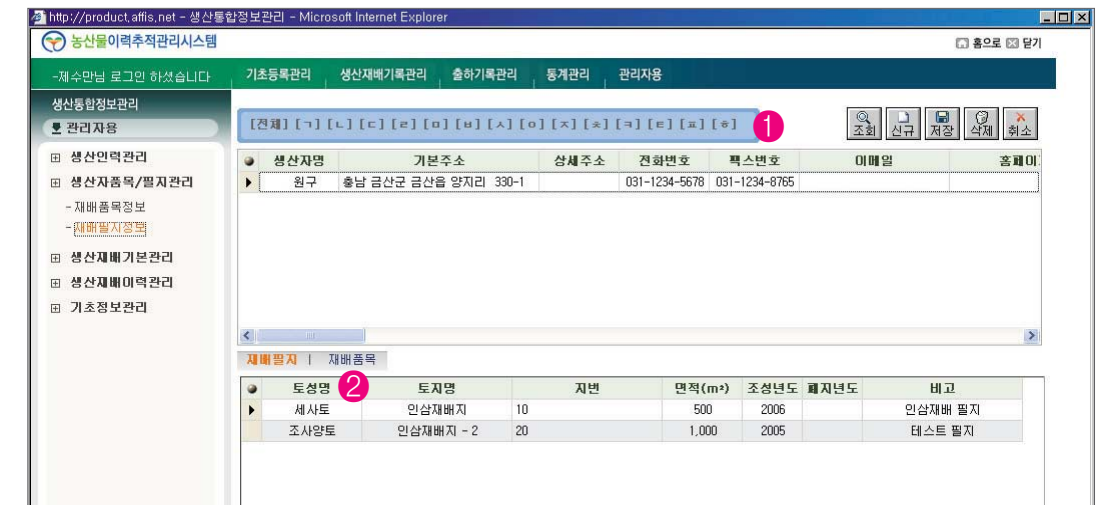 http://product.affis.net - 생산통합정보관리 - Microsoft Internet Explorer
농산물이력추적관리시스템
홈으로 닫기
-제수만님 로그인 하셨습니다
기초등록관리 생산재배기록관리 출하기록관리 통계관리 관리자용
생산통합정보관리
관리자용
[전체] [ㄱ] [ㄴ] [ㄷ] [ㄹ] [ㅁ] [ㅂ] [ㅅ] [ㅇ] [ㅈ] [ㅊ] [ㅋ] [ㅌ] [ㅍ] [ㅎ]
1
조회 신규 저장 삭제 취소
생산인력관리
생산자품목/필지관리
- 재배품목정보
- 재배필지정보
생산재배기본관리
생산재배이력관리
기초정보관리
생산자명 기본주소 상세주소 전화번호 팩스번호 이메일 홈페이지
원구 충남 금산군 금산읍 양지리 330-1 031-1234-5678 031-1234-8765
재배필지 | 재배품목
토성명 2 토지명 지번 면적(m²) 조성년도 폐지년도 비고
세사토 인삼재배지 10 500 2006 인삼재배 필지
조사양토 인삼재배지 - 2 20 1,000 2005 테스트 필지